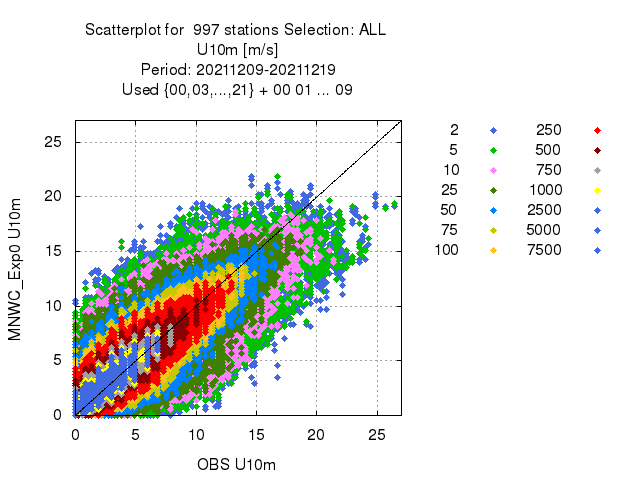 Scatterplot for 997 stations Selection: ALL
U10m [m/s]
Period: 20211209-20211219
Used {00,03,...,21} + 00 01 ... 09
MNWC_Exp0 U10m
25
20
15
10
5
0
0 5 10 15 20 25
OBS U10m
2 250
5 500
10 750
25 1000
50 2500
75 5000
100 7500